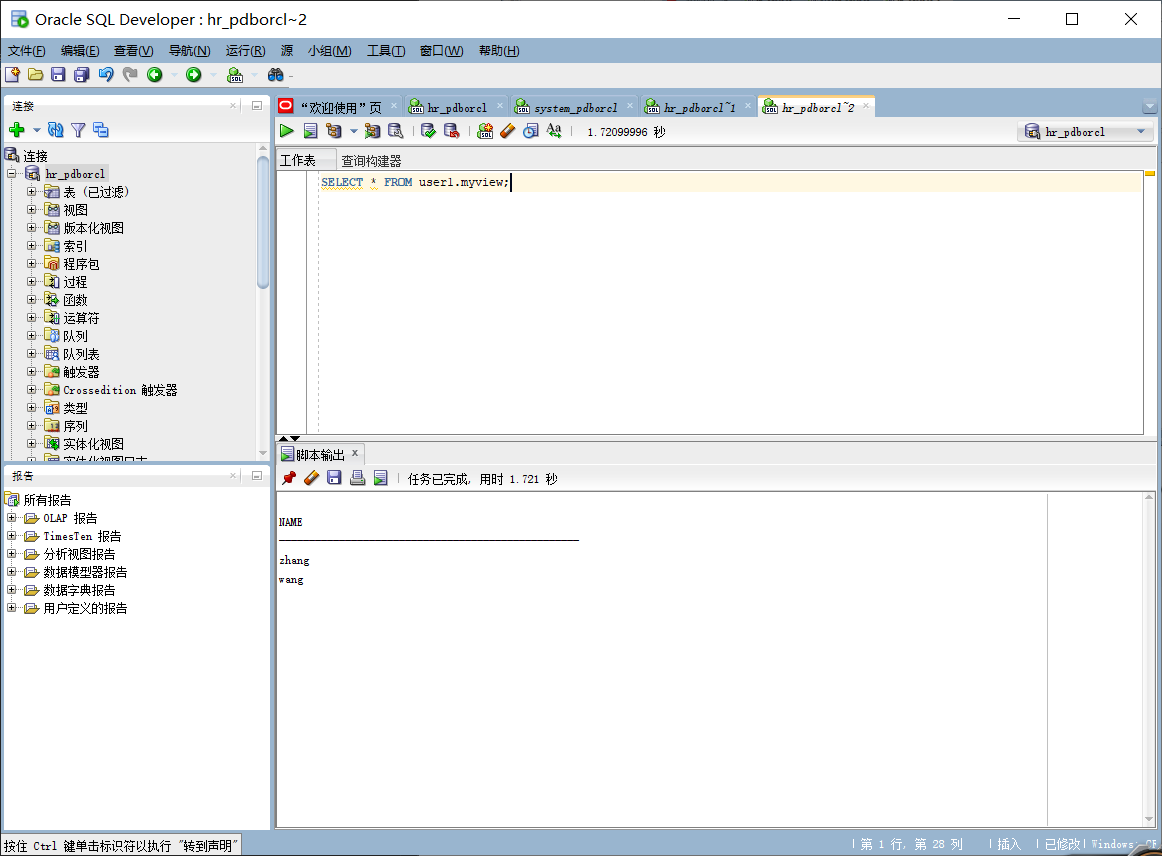 Oracle SQL Developer : hr_pdborcl~2
文件(F) 编辑(E) 查看(V) 导航(N) 运行(R) 源 小组(M) 工具(T) 窗口(W) 帮助(H)
连接
连接
hr_pdborcl
表 (已过滤)
视图
版本化视图
索引
程序包
过程
函数
运算符
队列
队列表
触发器
Crossedition 触发器
类型
序列
实体化视图
实体化视图日志
报告
所有报告
OLAP 报告
TimesTen 报告
分析视图报告
数据模型器报告
数据字典报告
用户定义的报告
“欢迎使用”页 hr_pdborcl system_pdborcl hr_pdborcl~1 hr_pdborcl~2
1.72099996 秒 hr_pdborcl
工作表 查询构建器
SELECT * FROM user1.myview;
脚本输出
任务已完成, 用时 1.721 秒
NAME
zhang
wang
按住 Ctrl 键单击标识符以执行 "转到声明"
第 1 行, 第 28 列 插入 已修改 Windows: